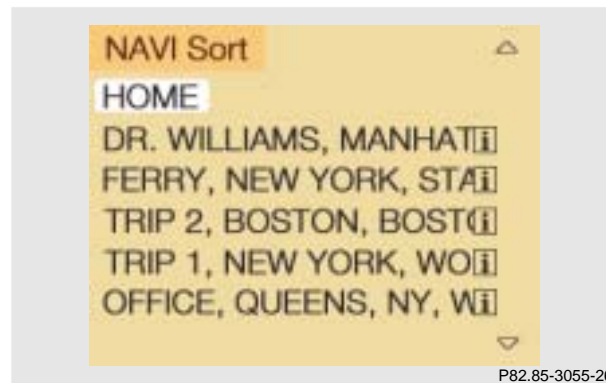 NAVI Sort
HOME
DR. WILLIAMS, MANHAT
FERRY, NEW YORK, STA
TRIP 2, BOSTON, BOST
TRIP 1, NEW YORK, WO
OFFICE, QUEENS, NY, W
P82.85-3055-26